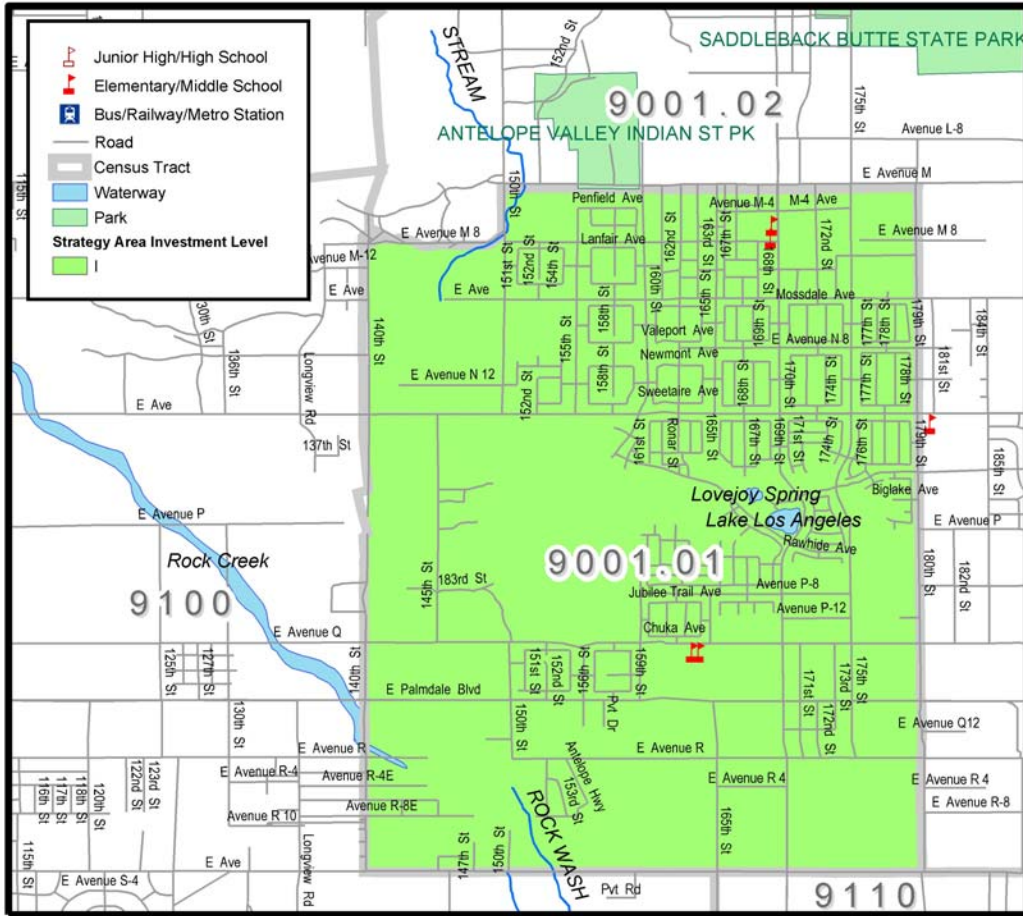 Junior High/High School
Elementary/Middle School
Bus/Railway/Metro Station
Road
Census Tract
Waterway
Park
Strategy Area Investment Level
I
STREAM
152nd St
SADDLEBACK BUTTE STATE PARK
9001.02
ANTELOPE VALLEY INDIAN ST PK
175th St
Avenue L-8
E Avenue M
115th St
150th St
Penfield Ave
Avenue M-4
M-4 Ave
E Avenue M 8
Lanfair Ave
162nd St
163rd St
167th St
168th St
172nd St
E Avenue M 8
Avenue M-12
E Ave
151st St
152nd St
154th St
E Ave
160th St
165th St
Mossdale Ave
136th St
140th St
155th St
158th St
Valeport Ave
169th St
E Avenue N 8
177th St
178th St
179th St
184th St
Longview Rd
Newmont Ave
E Avenue N 12
152nd St
158th St
Sweetaire Ave
168th St
170th St
174th St
177th St
178th St
181st St
E Ave
137th St
161st St
Ronar St
165th St
167th St
169th St
171st St
174th St
176th St
179th St
185th St
Lovejoy Spring
Biglake Ave
Lake Los Angeles
E Avenue P
E Avenue P
Rawhide Ave
Rock Creek
9001.01
183rd St
145th St
Avenue P-8
Jubilee Trail Ave
Avenue P-12
180th St
182nd St
9100
Chuka Ave
E Avenue Q
125th St
127th St
140th St
151st St
152nd St
156th St
159th St
171st St
173rd St
175th St
E Palmdale Blvd
130th St
150th St
Pvt Dr
172nd St
E Avenue Q12
E Avenue R
E Avenue R
E Avenue R-4
Avenue R-4E
Antelope Hwy
E Avenue R 4
E Avenue R 4
116th St
117th St
118th St
120th St
122nd St
123rd St
Avenue R-8E
153rd St
E Avenue R-8
Avenue R 10
165th St
ROCK WASH
115th St
E Ave
Longview Rd
147th St
150th St
E Avenue S-4
Pvt Rd
9110